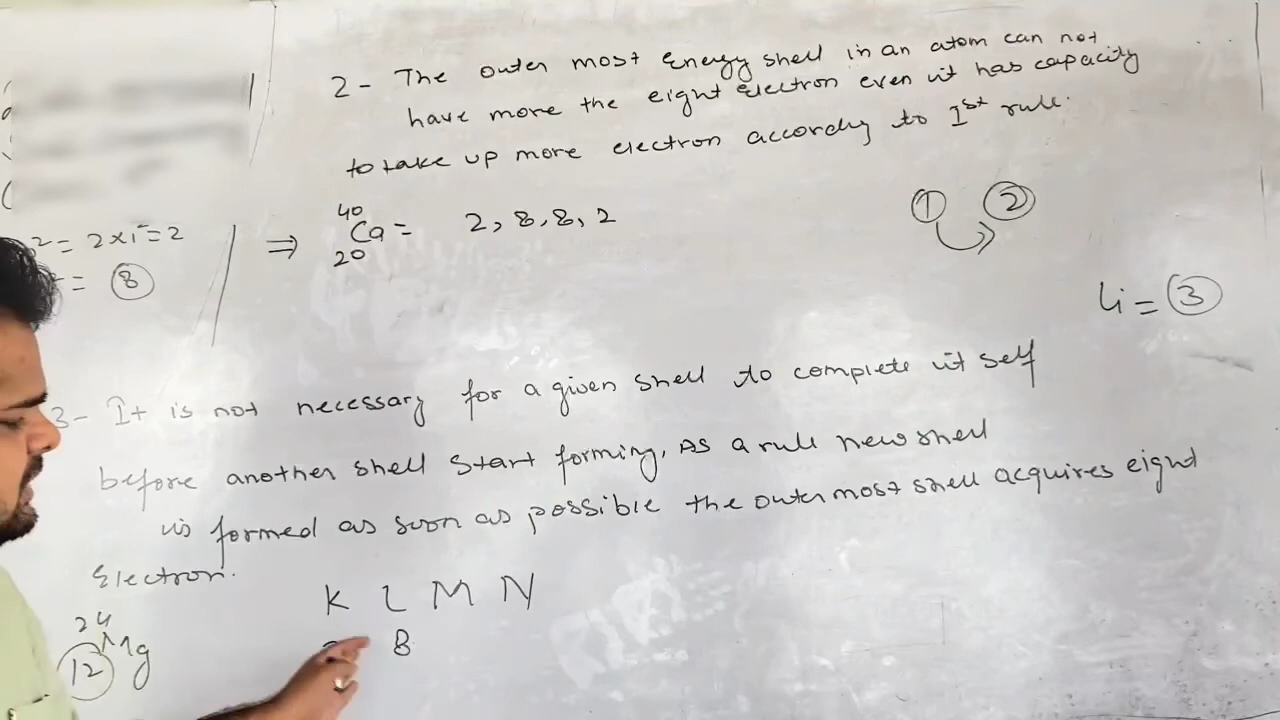 2 - The outer most Energy shell in an atom can not
have more the eight electron even it has capacity
to take up more electron accordy to Ist rule.
2 = 2x1² = 2
= 8
⇒ 40 Ca 20 = 2, 8, 8, 2
1 2
Li = 3
3 - It is not necessary for a given shell to complete it self
before another shell start forming, As a rule new shell
is formed as soon as possible the outer most shell acquires eight
Electron.
K L M N
8
24 Mg 12